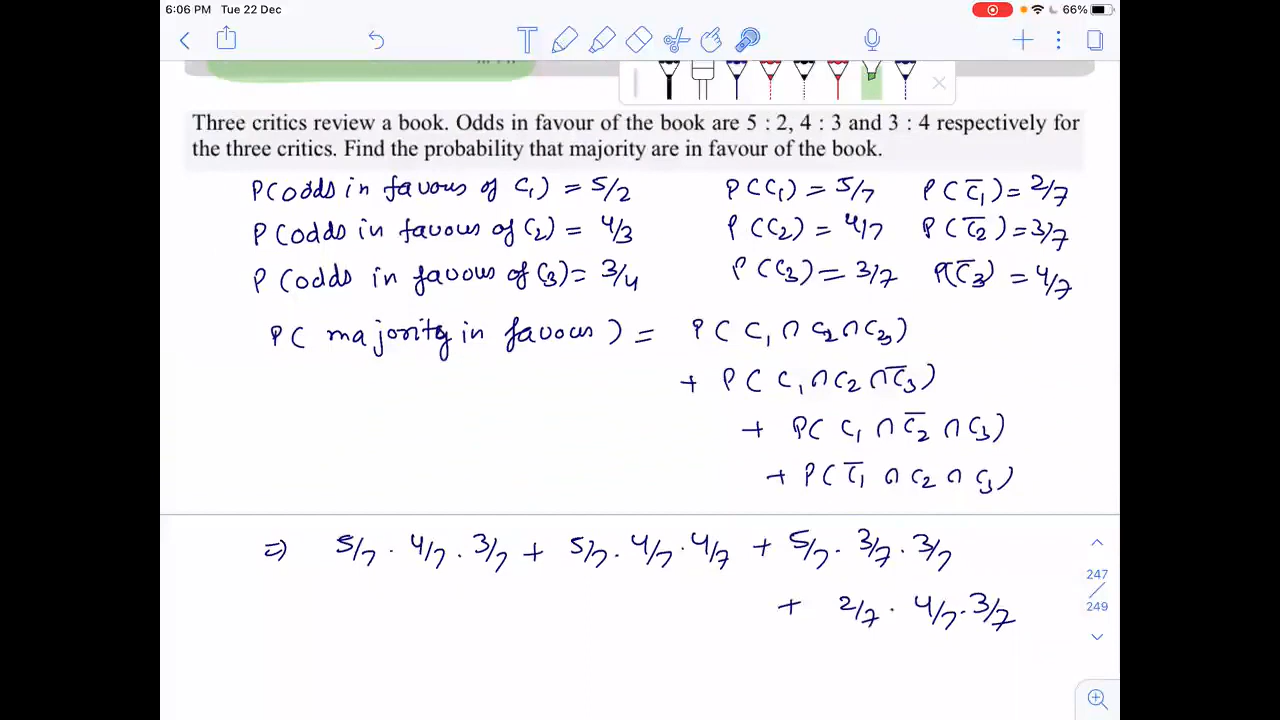 6:06 PM Tue 22 Dec 66%
Three critics review a book. Odds in favour of the book are 5 : 2, 4 : 3 and 3 : 4 respectively for
the three critics. Find the probability that majority are in favour of the book.
P(odds in favous of C₁) = 5/2 P(C₁) = 5/7 P(C̅₁) = 2/7
P(odds in favous of C₂) = 4/3 P(C₂) = 4/7 P(C̅₂) = 3/7
P(odds in favous of C₃) = 3/4 P(C₃) = 3/7 P(C̅₃) = 4/7
P( majority in favous ) = P( C₁ ∩ C₂ ∩ C₃)
+ P( C₁ ∩ C₂ ∩ C̅₃)
+ P( C₁ ∩ C̅₂ ∩ C₃)
+ P( C̅₁ ∩ C₂ ∩ C₃)
=) 5/7 . 4/7 . 3/7 + 5/7 . 4/7 . 4/7 + 5/7 . 3/7 . 3/7
+ 2/7 . 4/7 . 3/7
247
/
249